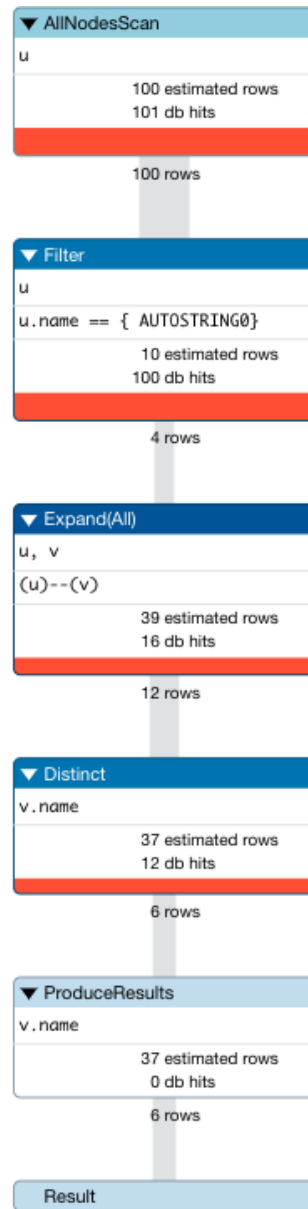 ▼ AllNodesScan
u
100 estimated rows
101 db hits
100 rows
▼ Filter
u
u.name == { AUTOSTRING0}
10 estimated rows
100 db hits
4 rows
▼ Expand(All)
u, v
(u)--(v)
39 estimated rows
16 db hits
12 rows
▼ Distinct
v.name
37 estimated rows
12 db hits
6 rows
▼ ProduceResults
v.name
37 estimated rows
0 db hits
6 rows
Result